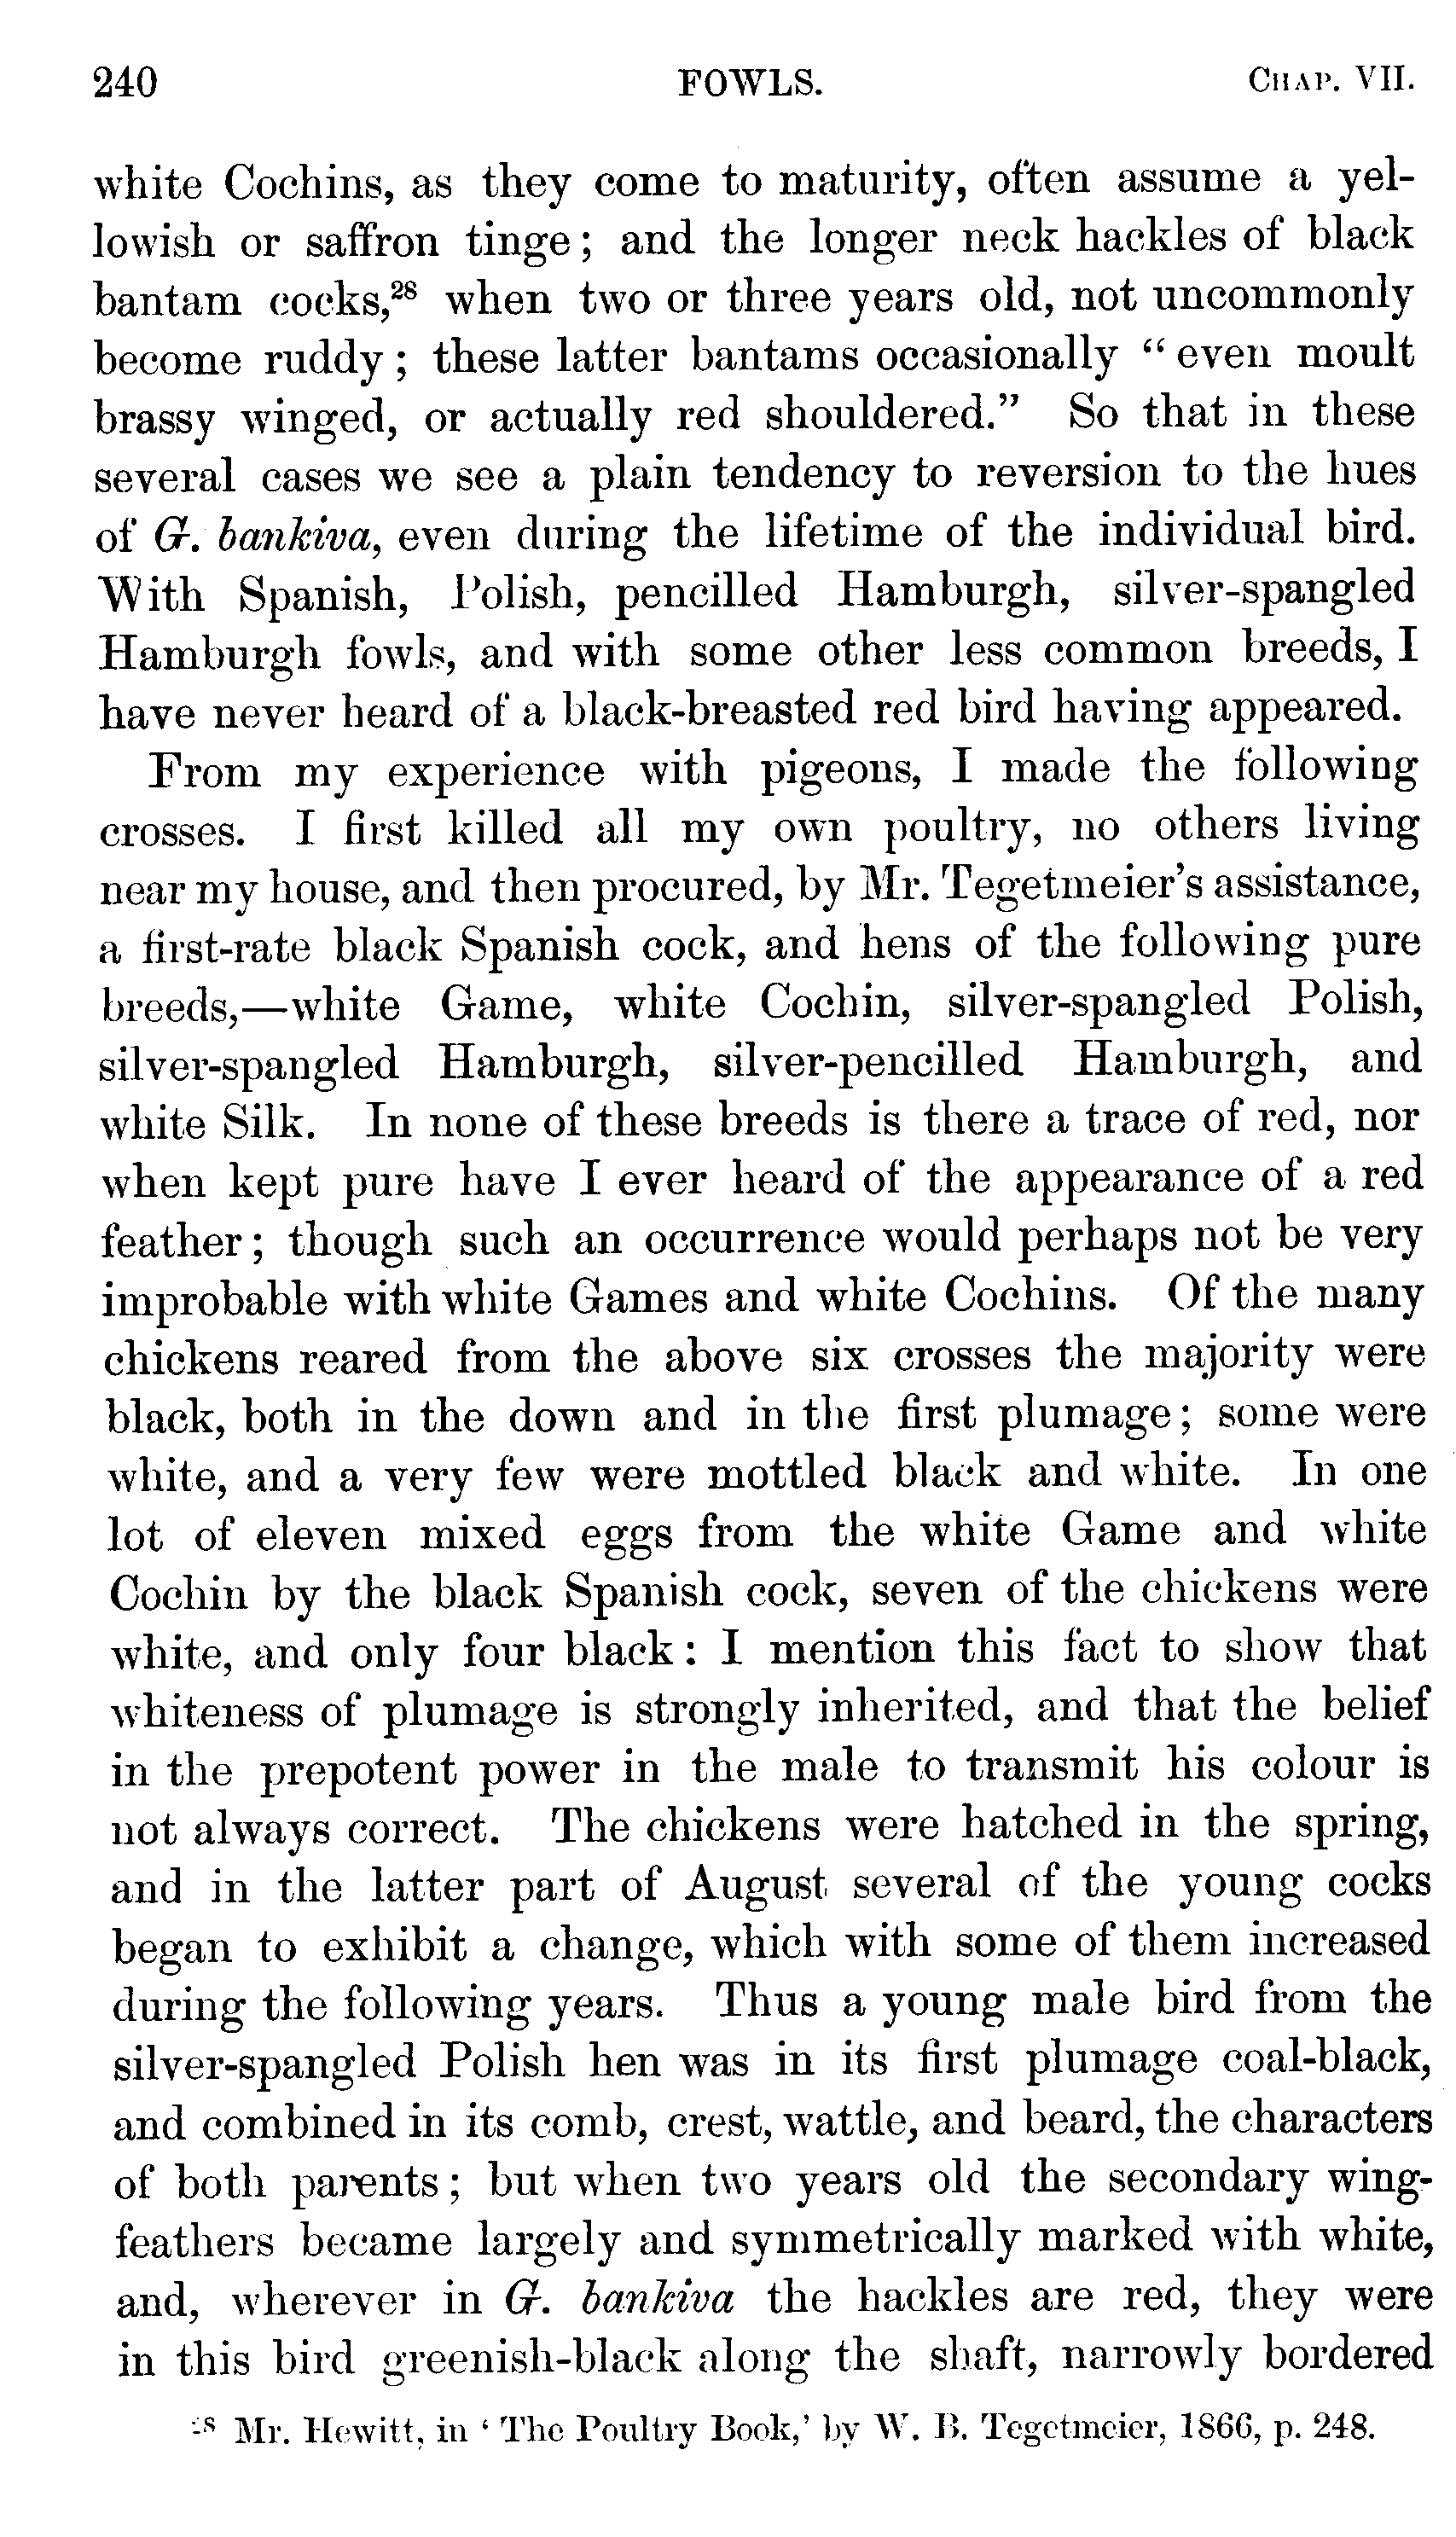 240 FOWLS. CHAP. VII.
white Cochins, as they come to maturity, often assume a yel-
lowish or saffron tinge; and the longer neck hackles of black
bantam cocks,²⁸ when two or three years old, not uncommonly
become ruddy; these latter bantams occasionally “even moult
brassy winged, or actually red shouldered.” So that in these
several cases we see a plain tendency to reversion to the hues
of G. bankiva, even during the lifetime of the individual bird.
With Spanish, Polish, pencilled Hamburgh, silver-spangled
Hamburgh fowls, and with some other less common breeds, I
have never heard of a black-breasted red bird having appeared.
From my experience with pigeons, I made the following
crosses. I first killed all my own poultry, no others living
near my house, and then procured, by Mr. Tegetmeier’s assistance,
a first-rate black Spanish cock, and hens of the following pure
breeds,—white Game, white Cochin, silver-spangled Polish,
silver-spangled Hamburgh, silver-pencilled Hamburgh, and
white Silk. In none of these breeds is there a trace of red, nor
when kept pure have I ever heard of the appearance of a red
feather; though such an occurrence would perhaps not be very
improbable with white Games and white Cochins. Of the many
chickens reared from the above six crosses the majority were
black, both in the down and in the first plumage; some were
white, and a very few were mottled black and white. In one
lot of eleven mixed eggs from the white Game and white
Cochin by the black Spanish cock, seven of the chickens were
white, and only four black: I mention this fact to show that
whiteness of plumage is strongly inherited, and that the belief
in the prepotent power in the male to transmit his colour is
not always correct. The chickens were hatched in the spring,
and in the latter part of August several of the young cocks
began to exhibit a change, which with some of them increased
during the following years. Thus a young male bird from the
silver-spangled Polish hen was in its first plumage coal-black,
and combined in its comb, crest, wattle, and beard, the characters
of both parents; but when two years old the secondary wing-
feathers became largely and symmetrically marked with white,
and, wherever in G. bankiva the hackles are red, they were
in this bird greenish-black along the shaft, narrowly bordered
²⁸ Mr. Hewitt, in ‘The Poultry Book,’ by W. B. Tegetmeier, 1866, p. 248.